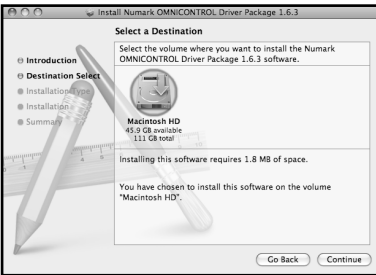 Install Numark OMNICONTROL Driver Package 1.6.3
Select a Destination
Introduction
Destination Select
Installation Type
Installation
Summary
Select the volume where you want to install the Numark
OMNICONTROL Driver Package 1.6.3 software.
Macintosh HD
45.9 GB available
111 GB total
Installing this software requires 1.8 MB of space.
You have chosen to install this software on the volume
"Macintosh HD".
Go Back
Continue